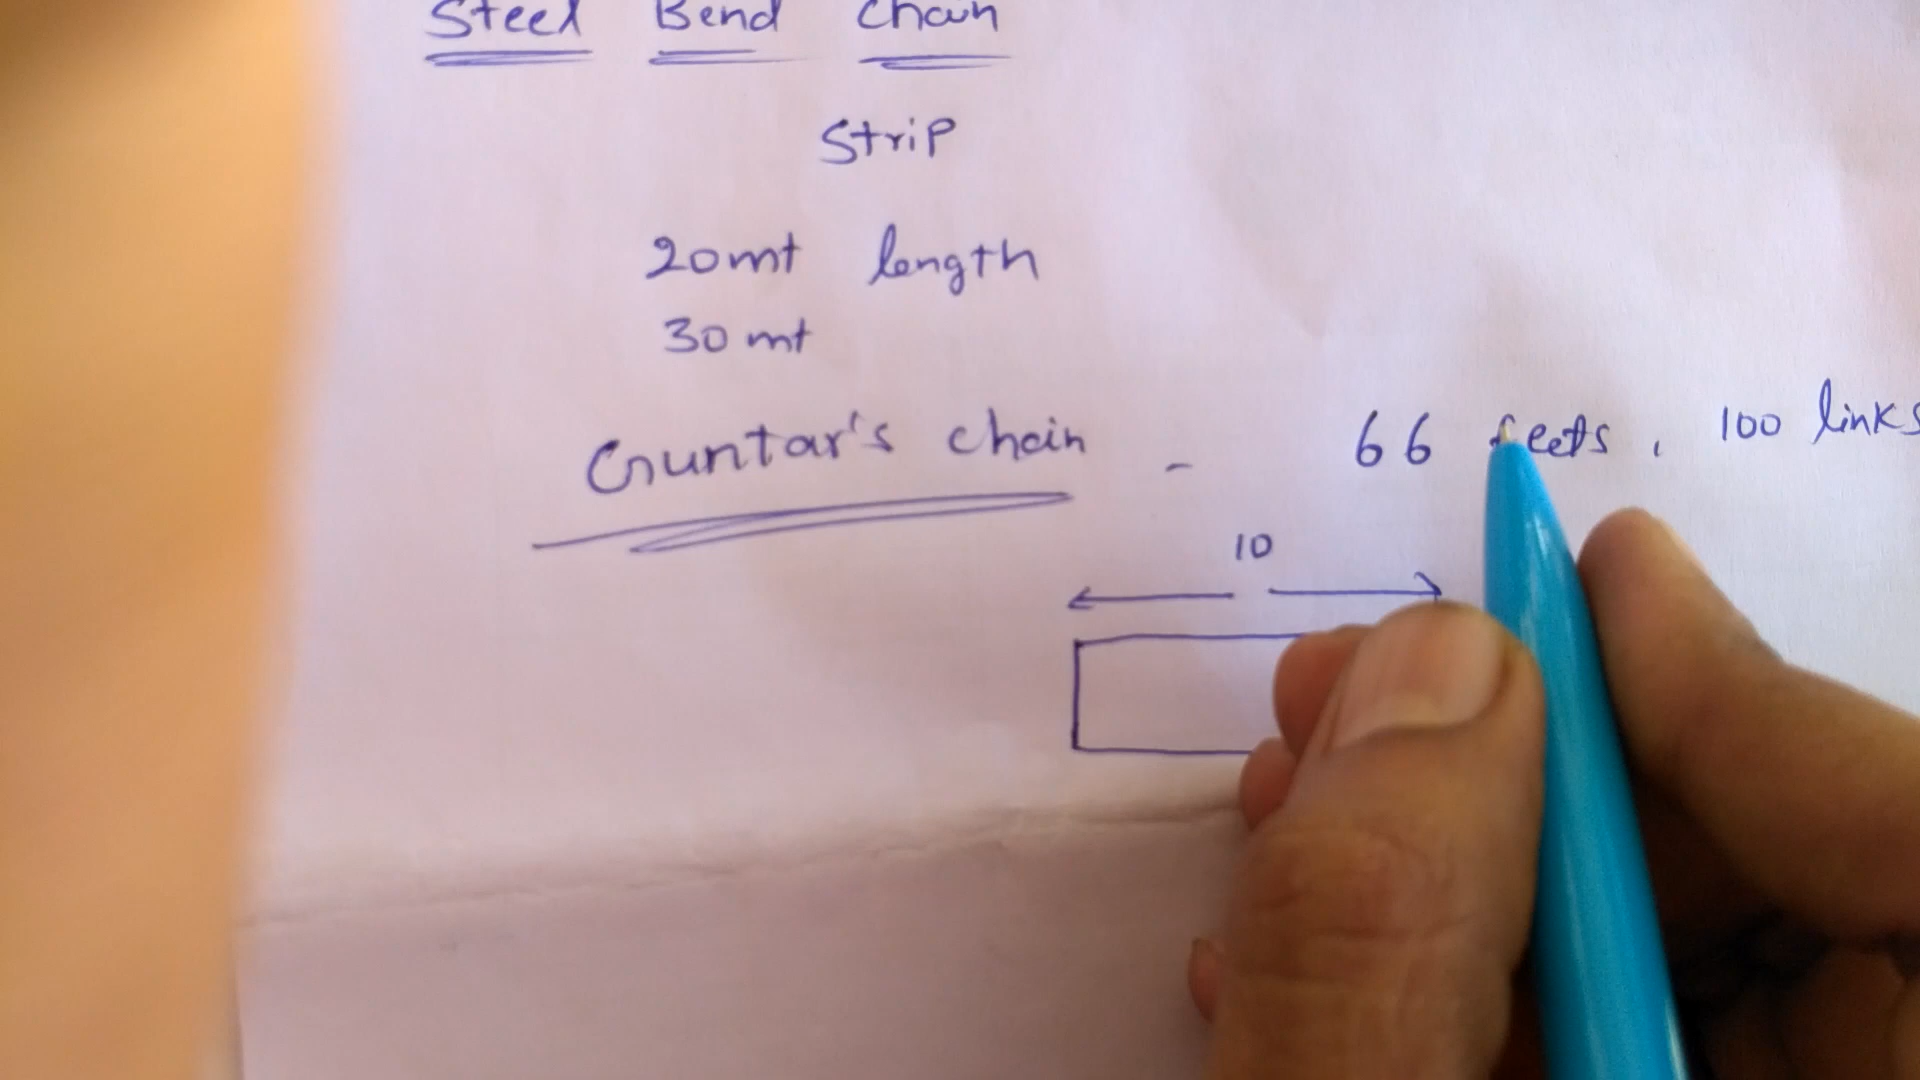 Steel Bend Chain
Strip
20mt length
30 mt
Guntar's chain - 66 feets, 100 links
10